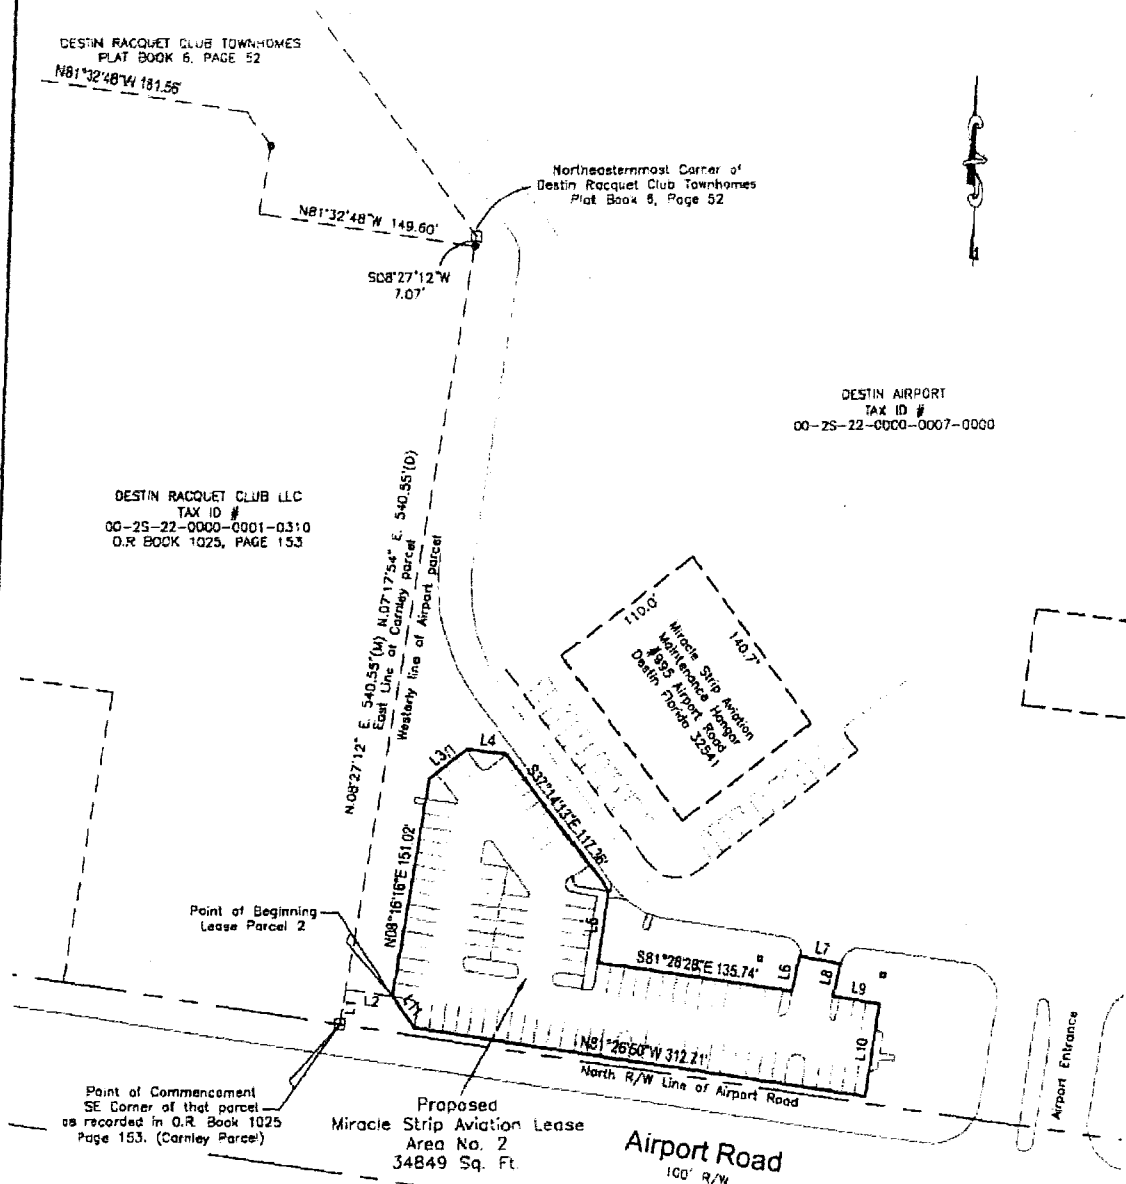 DESTIN RACQUET CLUB TOWNHOMES
PLAT BOOK 6, PAGE 52
N81°32'48"W 181.56'
Northeasternmost Corner of
Destin Racquet Club Townhomes
Plat Book 6, Page 52
N81°32'48"W 149.60'
S08°27'12"W
7.07'
DESTIN AIRPORT
TAX ID #
00-2S-22-0000-0007-0000
DESTIN RACQUET CLUB LLC
TAX ID #
00-2S-22-0000-0001-0310
O.R BOOK 1025, PAGE 153
N.08°27'12" E. 540.55'(M) N.07°17'54" E. 540.55'(D)
East Line of Carnley parcel
Westerly line of Airport parcel
110.0'
140.7'
Miracle Strip Aviation
Maintenance Hangar
#995 Airport Road
Destin Florida 32541
L3
L4
S37°14'13"E 117.36'
N08°16'16"E 151.02'
Point of Beginning
Lease Parcel 2
L5
S81°26'28"E 135.74'
L6
L7
L8
L9
L10
L1
L2
L11
N81°26'50"W 312.21'
North R/W Line of Airport Road
Point of Commencement
SE Corner of that parcel
as recorded in O.R. Book 1025
Page 153. (Carnley Parcel)
Proposed
Miracle Strip Aviation Lease
Area No. 2
34849 Sq. Ft.
Airport Road
100' R/W
Airport Entrance